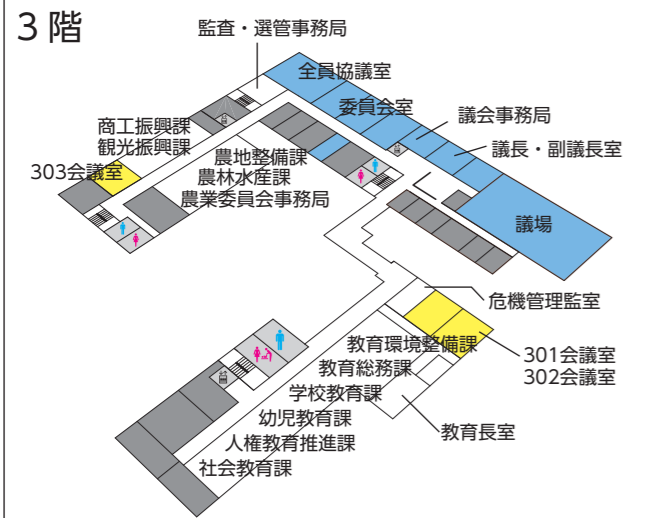 3階
監査・選管事務局
全員協議室
委員会室
議会事務局
議長・副議長室
商工振興課
観光振興課
303会議室
農地整備課
農林水産課
農業委員会事務局
議場
危機管理監室
301会議室
302会議室
教育環境整備課
教育総務課
学校教育課
幼児教育課
人権教育推進課
社会教育課
教育長室